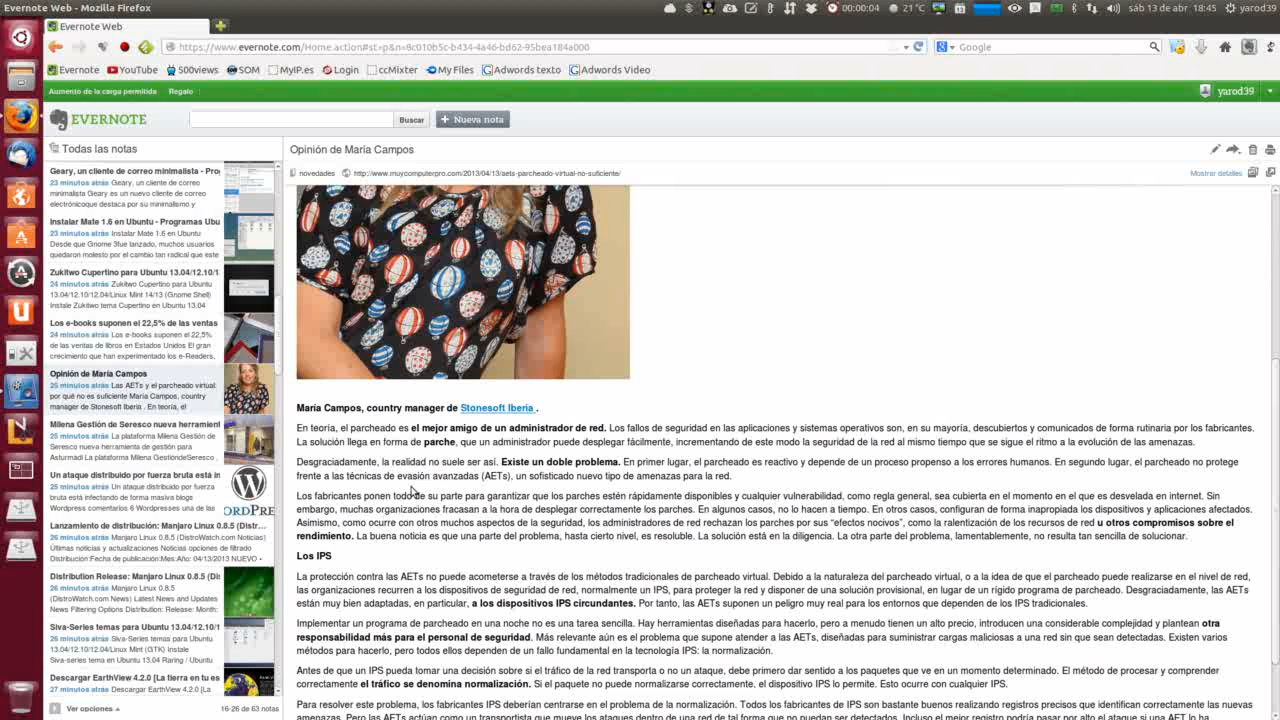 Evernote Web - Mozilla Firefox
00:00:04
21 °C
sáb 13 de abr
18:45
yarod39
Evernote Web
https://www.evernote.com/Home.action#st=p&n=8c010b5c-b434-4a46-bd62-95bea184a000
Google
Evernote
YouTube
500views
SOM
MyIP.es
Login
ccMixter
My Files
Adwords texto
Adwords Video
Aumento de la carga permitida
Regalo
yarod39
EVERNOTE
Buscar
+ Nueva nota
Todas las notas
Geary, un cliente de correo minimalista - Pro
23 minutos atrás Geary, un cliente de correo
minimalista Geary es un nuevo cliente de correo
electrónicoque destaca por su minimalismo y
Instalar Mate 1.6 en Ubuntu - Programas Ubu
23 minutos atrás Instalar Mate 1.6 en Ubuntu
Desde que Gnome 3fue lanzado, muchos usuarios
quedaron molesto por el cambio tan radical que este
Zukitwo Cupertino para Ubuntu 13.04/12.10/1
24 minutos atrás Zukitwo Cupertino para Ubuntu
13.04/12.10/12.04/Linux Mint 14/13 (Gnome Shell)
Instale Zukitwo tema Cupertino en Ubuntu 13.04
Los e-books suponen el 22,5% de las ventas
24 minutos atrás Los e-books suponen el 22,5%
de las ventas de libros en Estados Unidos El gran
crecimiento que han experimentado los e-Readers,
Opinión de María Campos
25 minutos atrás Las AETs y el parcheado virtual:
por qué no es suficiente María Campos, country
manager de Stonesoft Iberia . En teoría, el
Milena Gestión de Seresco nueva herramient
25 minutos atrás La plataforma Milena Gestión de
Seresco nueva herramienta de gestión para
Asturmadi La plataforma Milena GestióndeSeresco ,
Un ataque distribuido por fuerza bruta está in
25 minutos atrás Un ataque distribuido por fuerza
bruta está infectando de forma masiva blogs
Wordpress comentarios 6 Wordpresses una de las
ORDPRE
Lanzamiento de distribución: Manjaro Linux 0.8.5 (Distr...
26 minutos atrás Manjaro Linux 0.8.5 (DistroWatch.com Noticias)
Últimas noticias y actualizaciones Noticias opciones de filtrado
Distribución:Fecha de publicación:Mes:Año: 04/13/2013 NUEVO •
Distribution Release: Manjaro Linux 0.8.5 (Dis
26 minutos atrás Manjaro Linux 0.8.5
(DistroWatch.com News) Latest News and Updates
News Filtering Options Distribution: Release: Month:
Siva-Series temas para Ubuntu 13.04/12.10/1
26 minutos atrás Siva-Series temas para Ubuntu
13.04/12.10/12.04/Mint (GTK) Instale
Siva-series tema en Ubuntu 13.04 Raring / Ubuntu
Descargar EarthView 4.2.0 [La tierra en tu es
27 minutos atrás Descargar EarthView 4.2.0 [La
Ver opciones
16-26 de 63 notas
Opinión de María Campos
novedades
http://www.muycomputerpro.com/2013/04/13/aets-parcheado-virtual-no-suficiente/
Mostrar detalles
María Campos, country manager de Stonesoft Iberia .
En teoría, el parcheado es el mejor amigo de un administrador de red. Los fallos de seguridad en las aplicaciones y sistemas operativos son, en su mayoría, descubiertos y comunicados de forma rutinaria por los fabricantes.
La solución llega en forma de parche, que un administrador puede desplegar fácilmente, incrementando de este modo la seguridad de la red al mismo tiempo que se sigue el ritmo a la evolución de las amenazas.
Desgraciadamente, la realidad no suele ser así. Existe un doble problema. En primer lugar, el parcheado es reactivo y depende de un proceso propenso a los errores humanos. En segundo lugar, el parcheado no protege
frente a las técnicas de evasión avanzadas (AETs), un sofisticado nuevo tipo de amenazas para la red.
Los fabricantes ponen todo de su parte para garantizar que los parches estén rápidamente disponibles y cualquier vulnerabilidad, como regla general, sea cubierta en el momento en el que es desvelada en internet. Sin
embargo, muchas organizaciones fracasan a la hora de desplegar correctamente los parches. En algunos casos, no lo hacen a tiempo. En otros casos, configuran de forma inapropiada los dispositivos y aplicaciones afectados.
Asimismo, como ocurre con otros muchos aspectos de la seguridad, los administradores de red rechazan los parches por sus “efectos nocivos”, como la ralentización de los recursos de red u otros compromisos sobre el
rendimiento. La buena noticia es que una parte del problema, hasta cierto nivel, es resoluble. La solución está en la diligencia. La otra parte del problema, lamentablemente, no resulta tan sencilla de solucionar.
Los IPS
La protección contra las AETs no puede acometerse a través de los métodos tradicionales de parcheado virtual. Debido a la naturaleza del parcheado virtual, o a la idea de que el parcheado puede realizarse en el nivel de red,
las organizaciones recurren a los dispositivos de seguridad de red, normalmente un IPS, para proteger la red y disponer de una solución provisional, en lugar de un rígido programa de parcheado. Desgraciadamente, las AETs
están muy bien adaptadas, en particular, a los dispositivos IPS circundantes. Por tanto, las AETs suponen un peligro muy real para los entornos que dependen de los IPS tradicionales.
Implementar un programa de parcheado en una noche no es una tarea sencilla. Hay herramientas diseñadas para hacerlo, pero a menudo tienen un alto precio, introducen una considerable complejidad y plantean otra
responsabilidad más para el personal de seguridad. Más relevante aún es el problema que supone atender a las AETs, diseñadas para suministrar cargas maliciosas a una red sin que sean detectadas. Existen varios
métodos para hacerlo, pero todos ellos dependen de un fallo fundamental en la tecnología IPS: la normalización.
Antes de que un IPS pueda tomar una decisión sobre si el tráfico de la red transporta o no un ataque, debe primero dar sentido a los paquetes que ve en un momento determinado. El método de procesar y comprender
correctamente el tráfico se denomina normalización. Si el paquete no puede normalizarse correctamente, el dispositivo IPS lo permite. Esto ocurre con cualquier IPS.
Para resolver este problema, los fabricantes IPS deberían centrarse en el problema de la normalización. Todos los fabricantes de IPS son bastante buenos realizando registros precisos que identifican correctamente las
amenazas. Pero las AETs actúan como un transportista que mueve los ataques dentro de una red de tal forma que no puedan ser detectados. Incluso el mejor registro podría pasar por alto el ataque si una AET lo ha